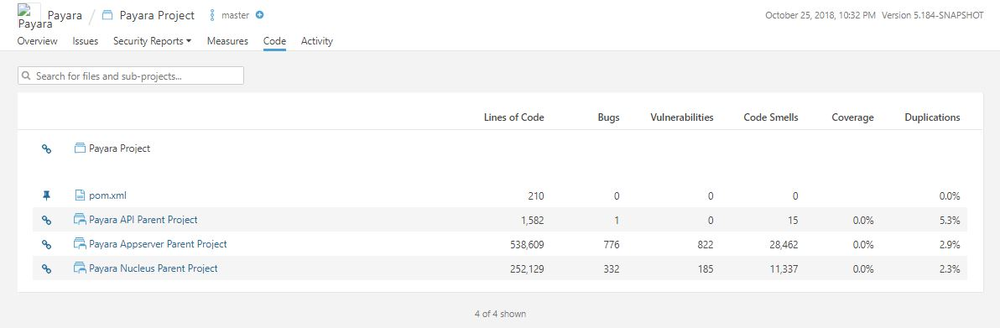 Payara
Payara / Payara Project master October 25, 2018, 10:32 PM Version 5.184-SNAPSHOT
Overview Issues Security Reports Measures Code Activity
Search for files and sub-projects...
Lines of Code Bugs Vulnerabilities Code Smells Coverage Duplications
Payara Project
pom.xml 210 0 0 0 0.0%
Payara API Parent Project 1,582 1 0 15 0.0% 5.3%
Payara Appserver Parent Project 538,609 776 822 28,462 0.0% 2.9%
Payara Nucleus Parent Project 252,129 332 185 11,337 0.0% 2.3%
4 of 4 shown